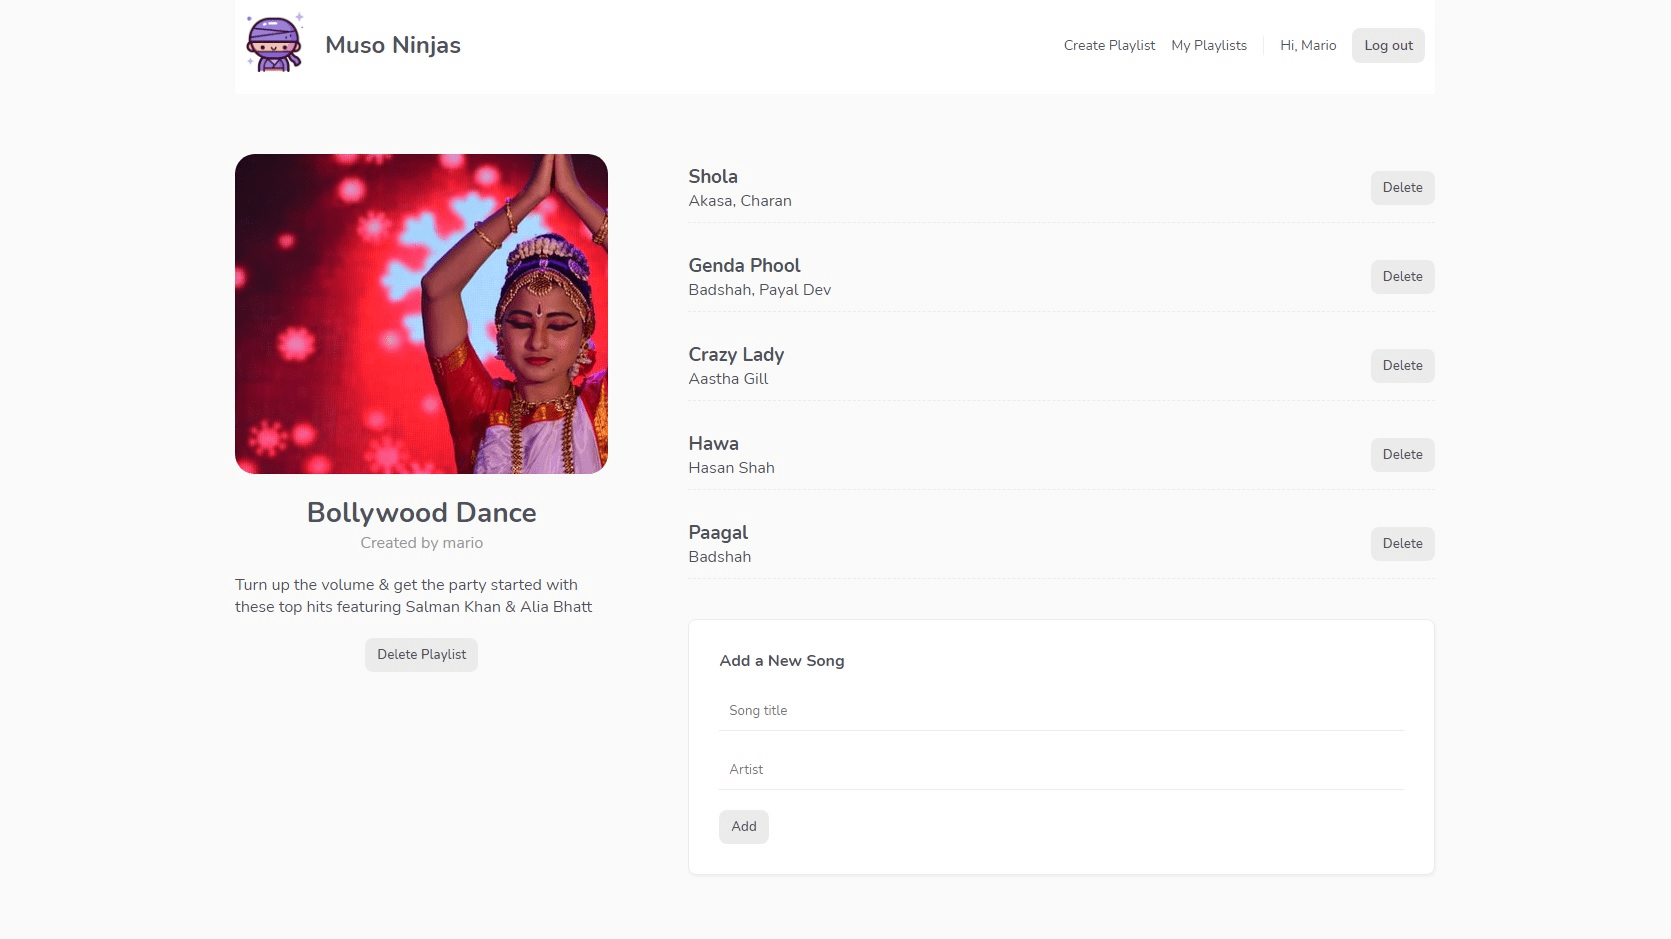 Muso Ninjas
Create Playlist
My Playlists
Hi, Mario
Log out
Bollywood Dance
Created by mario
Turn up the volume & get the party started with
these top hits featuring Salman Khan & Alia Bhatt
Delete Playlist
Shola
Akasa, Charan
Delete
Genda Phool
Badshah, Payal Dev
Delete
Crazy Lady
Aastha Gill
Delete
Hawa
Hasan Shah
Delete
Paagal
Badshah
Delete
Add a New Song
Song title
Artist
Add